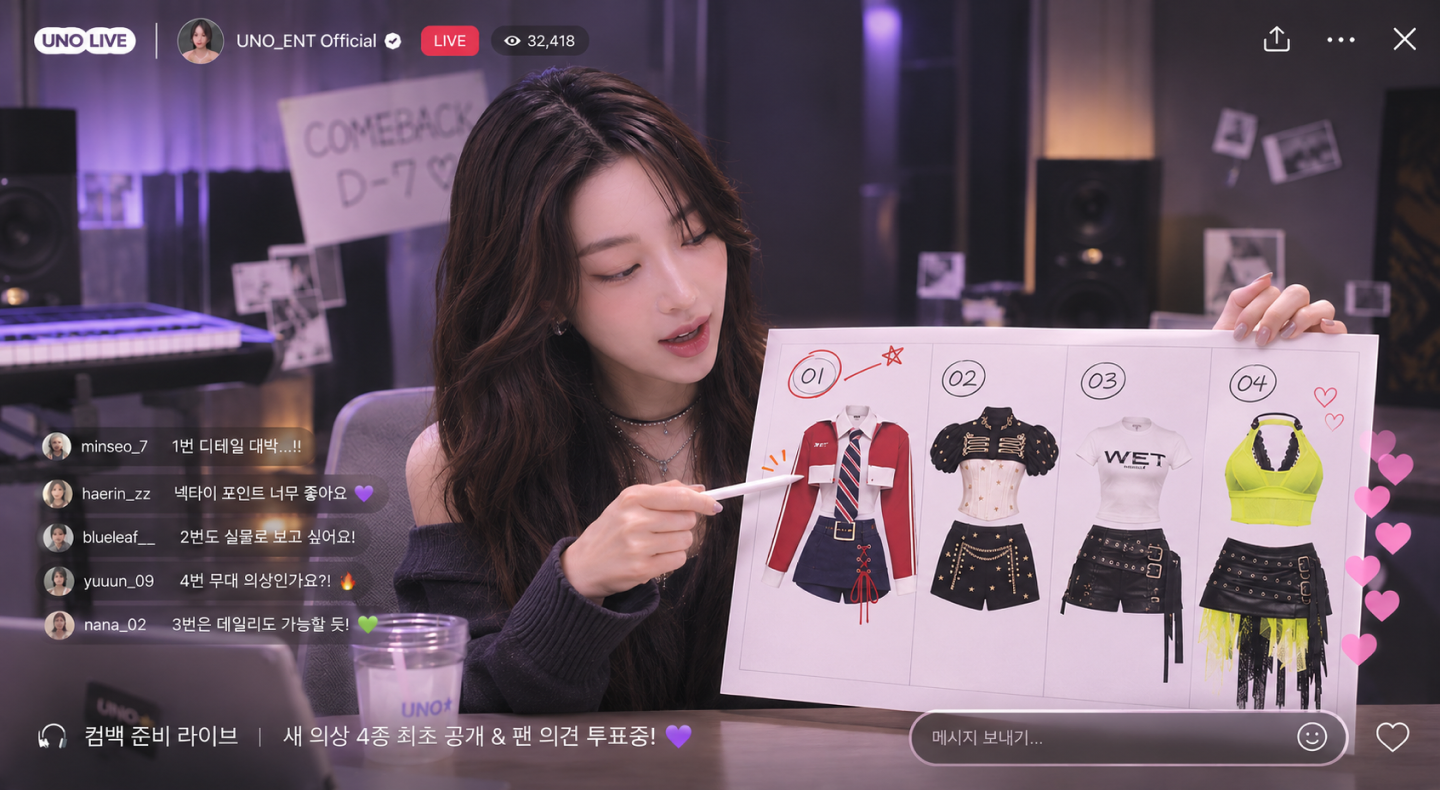 UNO LIVE
UNO_ENT Official
LIVE
32,418
COMEBACK
D-7♡
01
02
03
04
WET
minseo_7 1번 디테일 대박...!!
haerin_zz 넥타이 포인트 너무 좋아요 💜
blueleaf__ 2번도 실물로 보고 싶어요!
yuuun_09 4번 무대 의상인가요?! 🔥
nana_02 3번은 데일리도 가능할 듯! 💚
UNO
UNO
컴백 준비 라이브 | 새 의상 4종 최초 공개 & 팬 의견 투표중! 💜
메시지 보내기...